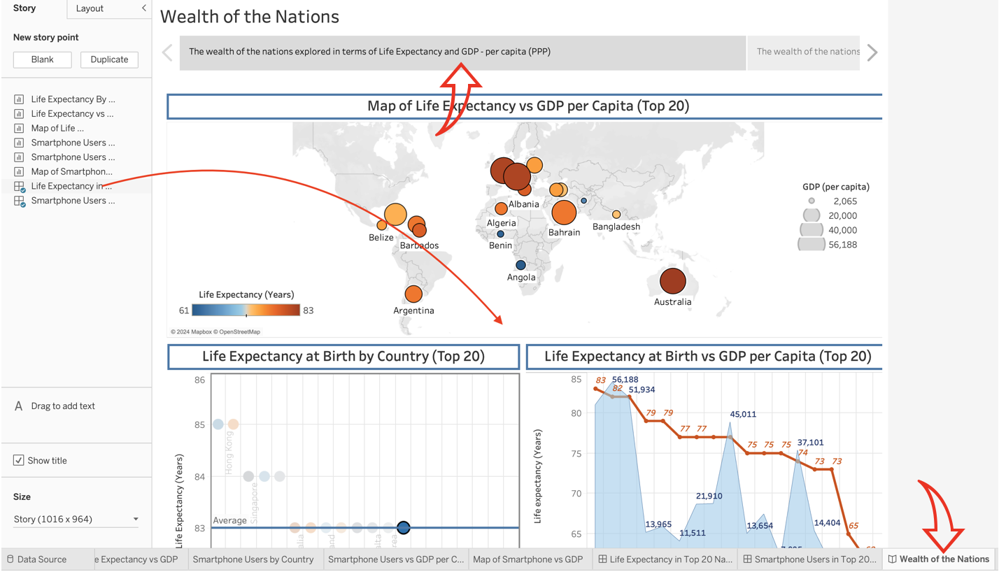 Story
Layout
New story point
Blank
Duplicate
Life Expectancy By ...
Life Expectancy vs ...
Map of Life ...
Smartphone Users ...
Smartphone Users ...
Map of Smartphon...
Life Expectancy in ...
Smartphone Users ...
A Drag to add text
Show title
Size
Story (1016 x 964)
Wealth of the Nations
The wealth of the nations explored in terms of Life Expectancy and GDP - per capita (PPP)
The wealth of the nations
Map of Life Expectancy vs GDP per Capita (Top 20)
Albania
Algeria
Bahrain
Bangladesh
Belize
Barbados
Benin
Angola
Australia
Argentina
GDP (per capita)
2,065
20,000
40,000
56,188
Life Expectancy (Years)
61 83
© 2024 Mapbox © OpenStreetMap
Life Expectancy at Birth by Country (Top 20)
Life Expectancy (Years)
86
85
84
83
Hong Kong
Singapore
Average
Life Expectancy at Birth vs GDP per Capita (Top 20)
Life expectancy (Years)
85
80
75
70
65
83 56,188
82 51,934
79 79
77 77
45,011
75 75 75
37,101
74
73 73
21,910
13,965
11,511
13,654
14,404
65
Data Source
e Expectancy vs GDP
Smartphone Users by Country
Smartphone Users vs GDP per C...
Map of Smartphone vs GDP
Life Expectancy in Top 20 Na...
Smartphone Users in Top 20...
Wealth of the Nations